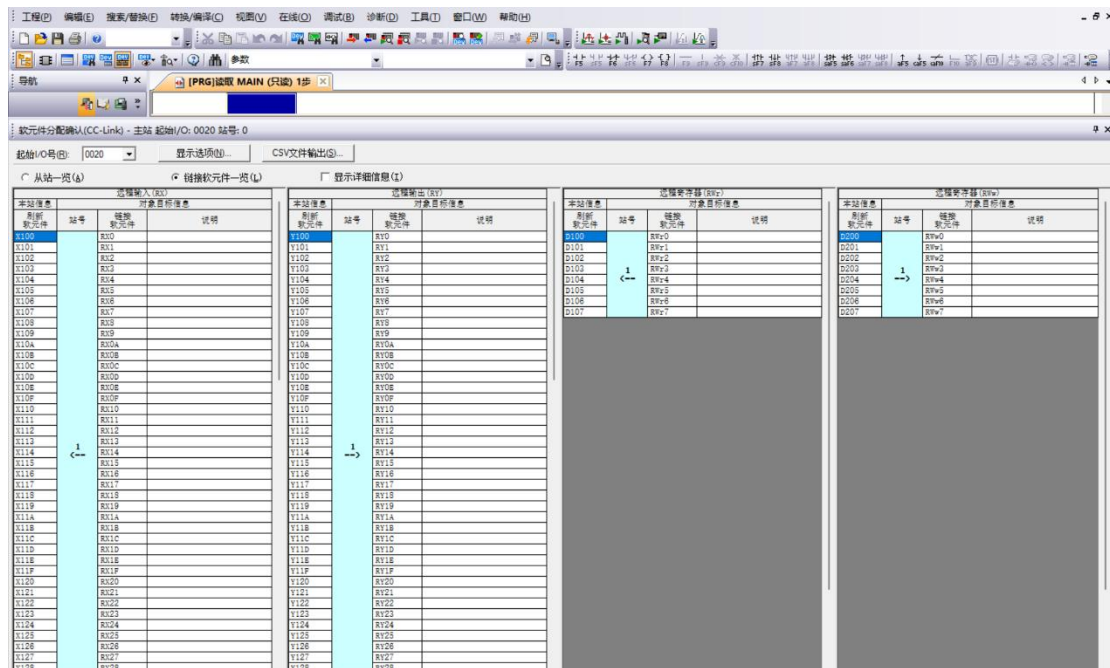 工程(P) 编辑(E) 搜索/替换(F) 转换/编译(C) 视图(V) 在线(O) 调试(B) 诊断(D) 工具(T) 窗口(W) 帮助(H)
参数
导航
[PRG]读取 MAIN (只读) 1步
软元件分配确认(CC-Link) - 主站 起始I/O: 0020 站号: 0
起始I/O号(R): 0020 显示选项(N)... CSV文件输出(S)...
从站一览(A) 链接软元件一览(L) 显示详细信息(I)
远程输入(RX) 远程输出(RY) 远程寄存器(RWr) 远程寄存器(RWw)
本站信息 对象目标信息 本站信息 对象目标信息 本站信息 对象目标信息 本站信息 对象目标信息
刷新软元件 站号 链接软元件 说明 刷新软元件 站号 链接软元件 说明 刷新软元件 站号 链接软元件 说明 刷新软元件 站号 链接软元件 说明
X100 RX0 Y100 RY0 D100 RWr0 D200 RWw0
X101 RX1 Y101 RY1 D101 RWr1 D201 RWw1
X102 RX2 Y102 RY2 D102 RWr2 D202 RWw2
X103 RX3 Y103 RY3 D103 1 RWr3 D203 1 RWw3
X104 RX4 Y104 RY4 D104 <-- RWr4 D204 --> RWw4
X105 RX5 Y105 RY5 D105 RWr5 D205 RWw5
X106 RX6 Y106 RY6 D106 RWr6 D206 RWw6
X107 RX7 Y107 RY7 D107 RWr7 D207 RWw7
X108 RX8 Y108 RY8
X109 RX9 Y109 RY9
X10A RX0A Y10A RY0A
X10B RX0B Y10B RY0B
X10C RX0C Y10C RY0C
X10D RX0D Y10D RY0D
X10E RX0E Y10E RY0E
X10F RX0F Y10F RY0F
X110 RX10 Y110 RY10
X111 RX11 Y111 RY11
X112 RX12 Y112 RY12
X113 1 RX13 Y113 1 RY13
X114 <-- RX14 Y114 --> RY14
X115 RX15 Y115 RY15
X116 RX16 Y116 RY16
X117 RX17 Y117 RY17
X118 RX18 Y118 RY18
X119 RX19 Y119 RY19
X11A RX1A Y11A RY1A
X11B RX1B Y11B RY1B
X11C RX1C Y11C RY1C
X11D RX1D Y11D RY1D
X11E RX1E Y11E RY1E
X11F RX1F Y11F RY1F
X120 RX20 Y120 RY20
X121 RX21 Y121 RY21
X122 RX22 Y122 RY22
X123 RX23 Y123 RY23
X124 RX24 Y124 RY24
X125 RX25 Y125 RY25
X126 RX26 Y126 RY26
X127 RX27 Y127 RY27